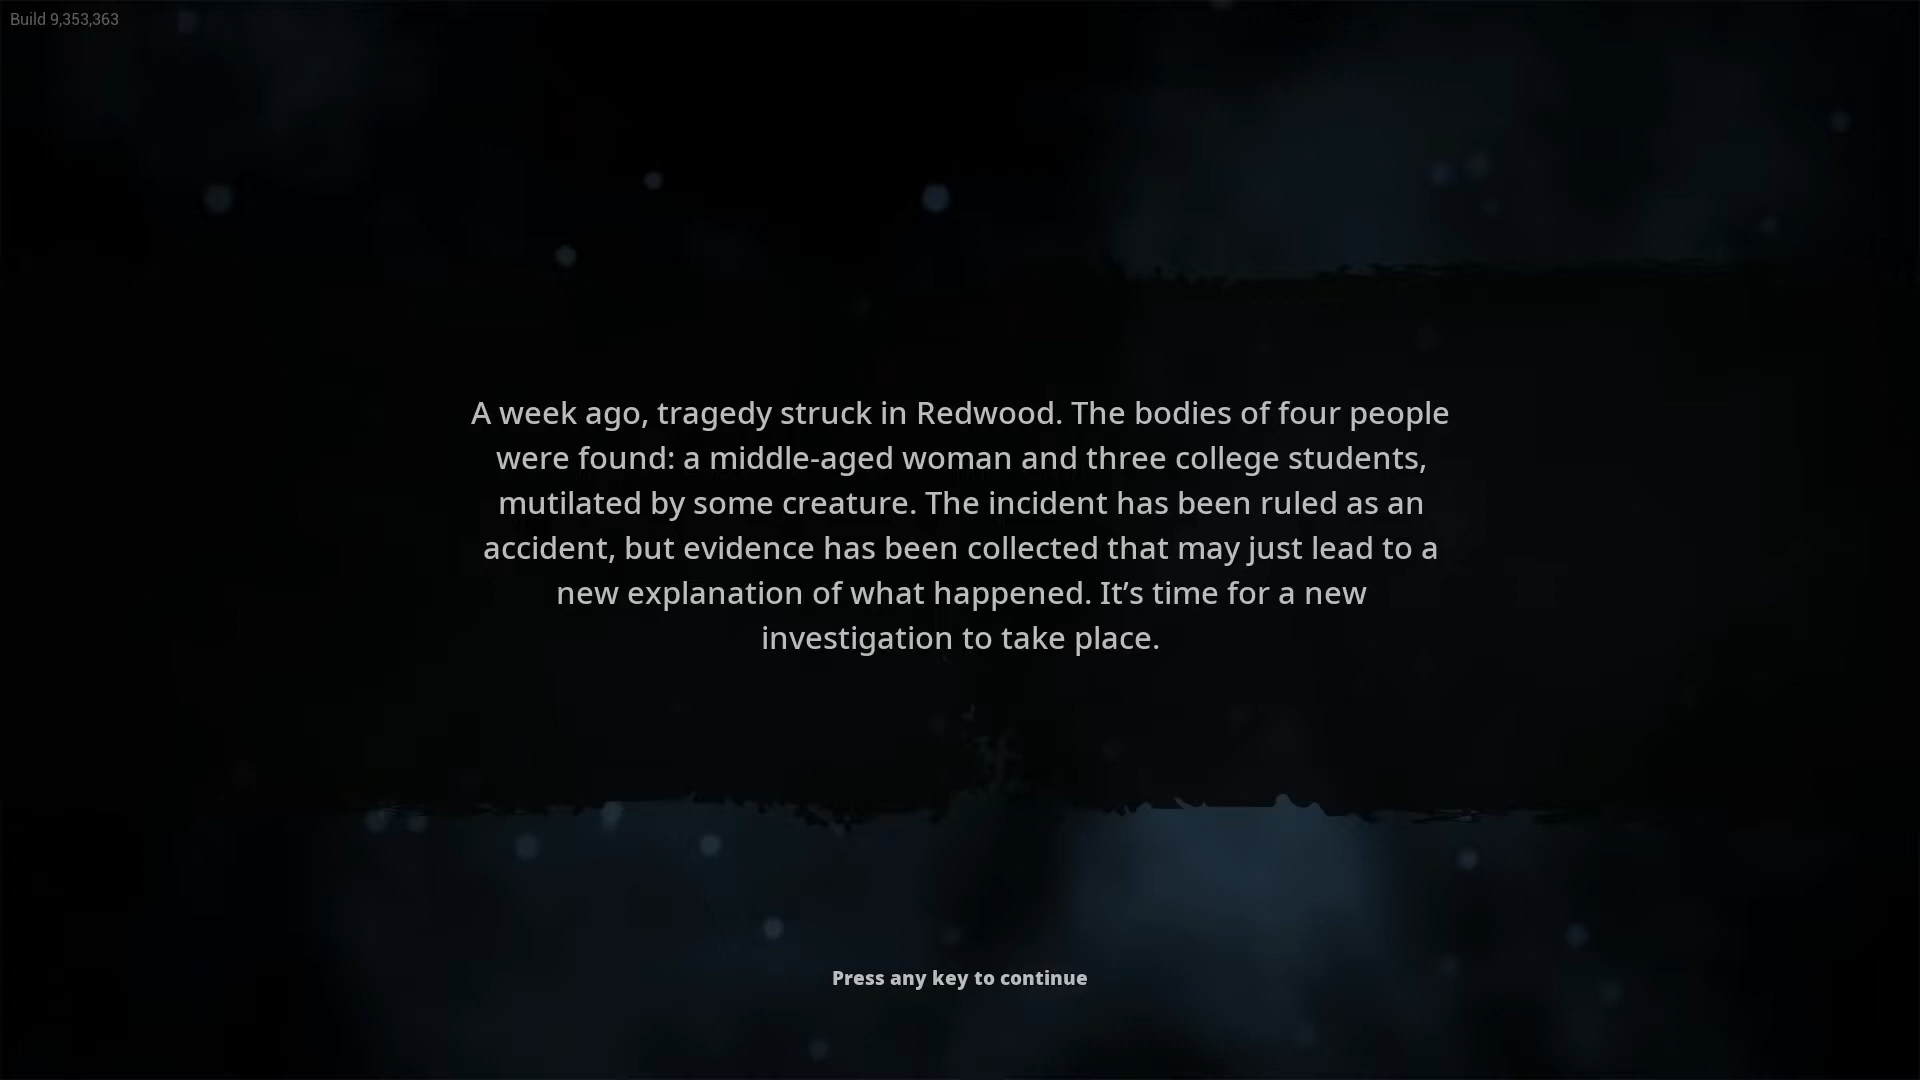 Build 9,353,363
A week ago, tragedy struck in Redwood. The bodies of four people
were found: a middle-aged woman and three college students,
mutilated by some creature. The incident has been ruled as an
accident, but evidence has been collected that may just lead to a
new explanation of what happened. It’s time for a new
investigation to take place.
Press any key to continue